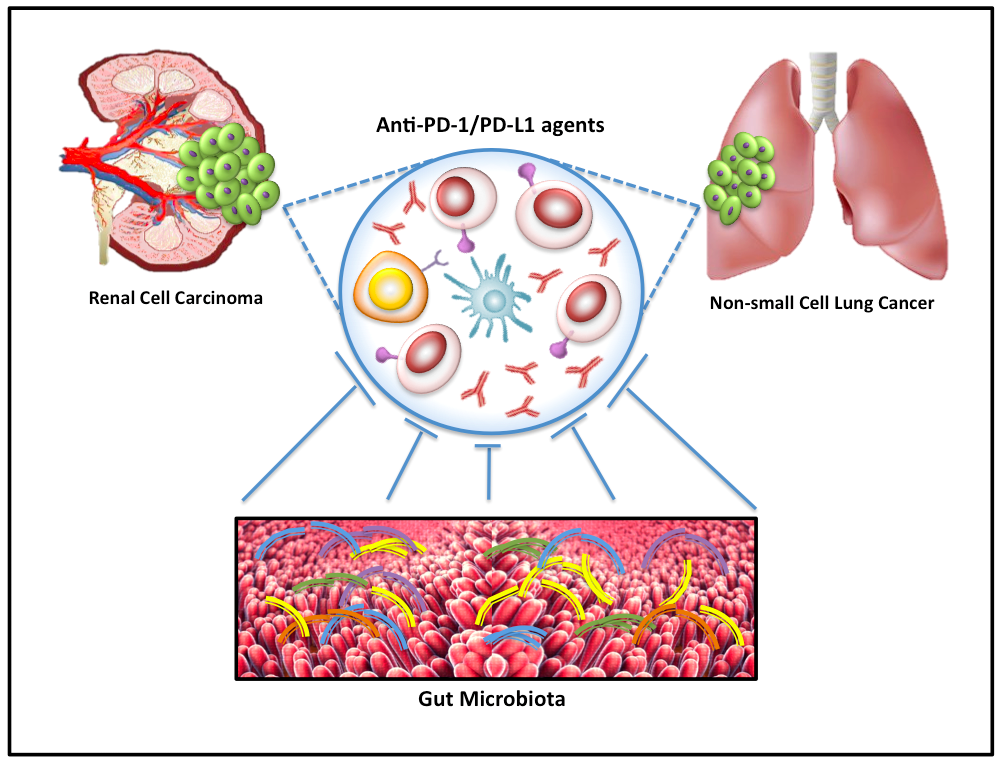 Anti-PD-1/PD-L1 agents
Renal Cell Carcinoma
Non-small Cell Lung Cancer
Gut Microbiota